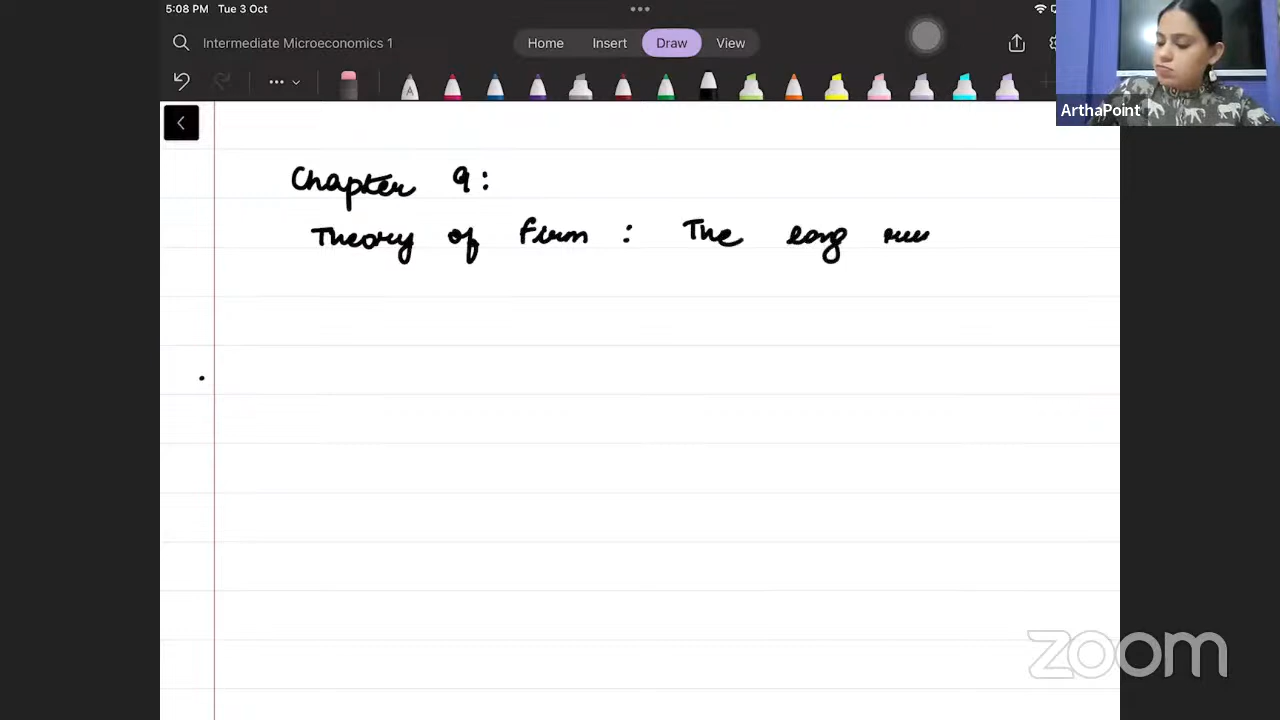 5:08 PM Tue 3 Oct
Intermediate Microeconomics 1
Home Insert Draw View
A
ArthaPoint
Chapter 9:
Theory of Firm : The long run
zoom